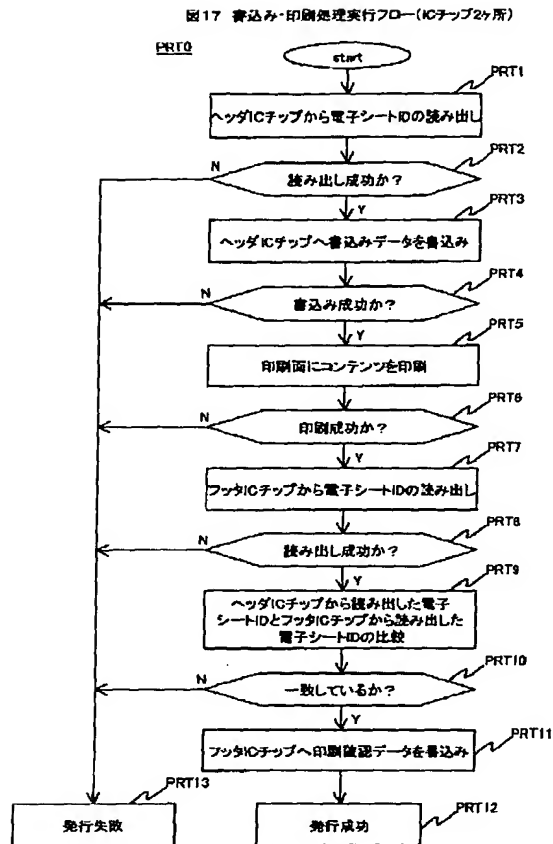 図17 書込み・印刷処理実行フロー(ICチップ2ヶ所)
PRT0
start
PRT1
ヘッダICチップから電子シートIDの読み出し
PRT2
N
読み出し成功か?
Y
PRT3
ヘッダICチップへ書込みデータを書込み
PRT4
N
書込み成功か?
Y
PRT5
印刷面にコンテンツを印刷
PRT6
N
印刷成功か?
Y
PRT7
フッタICチップから電子シートIDの読み出し
PRT8
N
読み出し成功か?
Y
PRT9
ヘッダICチップから読み出した電子
シートIDとフッタICチップから読み出した
電子シートIDの比較
PRT10
N
一致しているか?
Y
PRT11
フッタICチップへ印刷確認データを書込み
PRT13
発行失敗
PRT12
発行成功